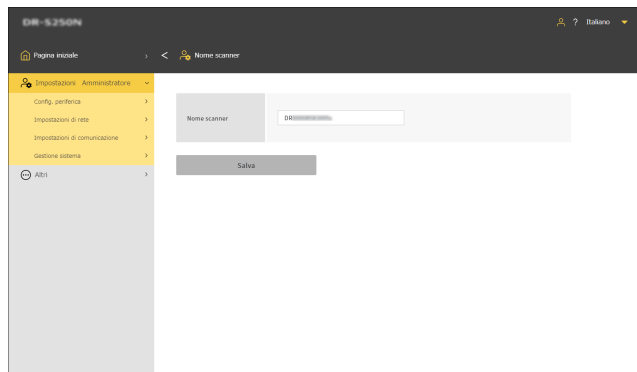 DR-S250N
? Italiano
Pagina iniziale
Nome scanner
Impostazioni Amministratore
Config. periferica
Impostazioni di rete
Impostazioni di comunicazione
Gestione sistema
Altri
Nome scanner
DR
Salva